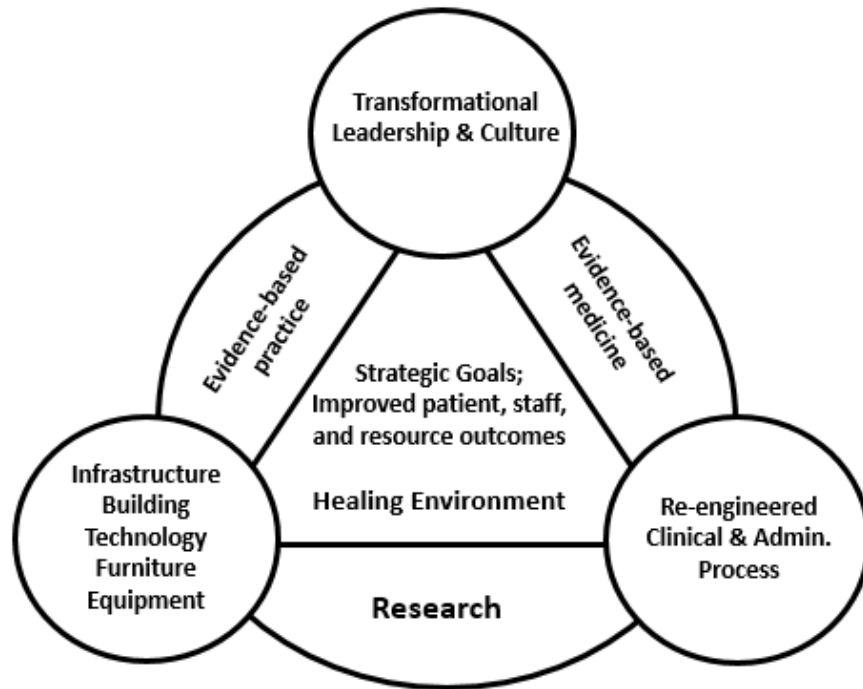 Transformational
Leadership & Culture
Evidence-based
practice
Evidence-based
medicine
Strategic Goals;
Improved patient, staff,
and resource outcomes
Healing Environment
Infrastructure
Building
Technology
Furniture
Equipment
Re-engineered
Clinical & Admin.
Process
Research